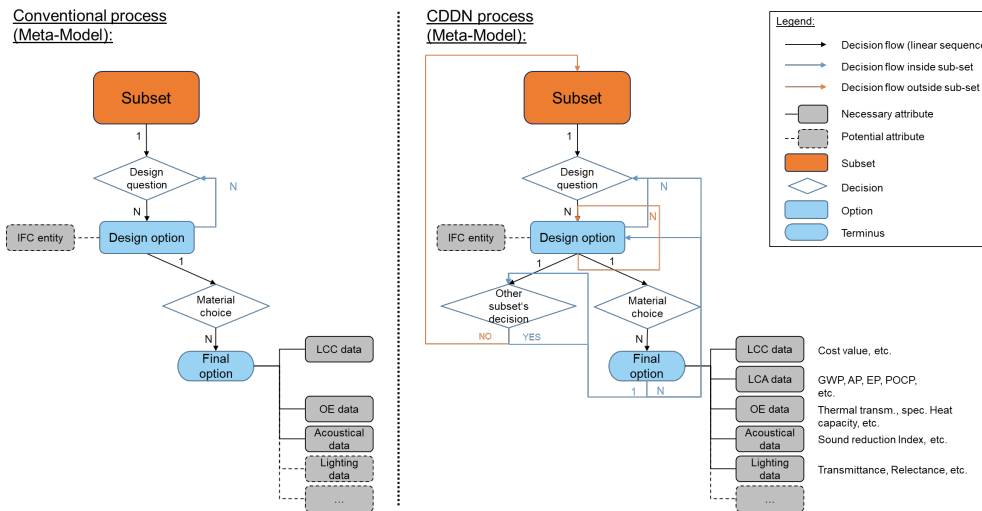 Conventional process
(Meta-Model):
Subset
1
Design
question
N
N
IFC entity
Design option
1
Material
choice
N
Final
option
LCC data
OE data
Acoustical
data
Lighting
data
...
CDDN process
(Meta-Model):
Subset
1
Design
question
N
N
N
IFC entity
Design option
1
1
Other
subset's
decision
Material
choice
NO
YES
N
Final
option
1
N
LCC data
Cost value, etc.
LCA data
GWP, AP, EP, POCP,
etc.
OE data
Thermal transm., spec. Heat
capacity, etc.
Acoustical
data
Sound reduction Index, etc.
Lighting
data
Transmittance, Relectance, etc.
...
Legend:
Decision flow (linear sequence
Decision flow inside sub-set
Decision flow outside sub-set
Necessary attribute
Potential attribute
Subset
Decision
Option
Terminus